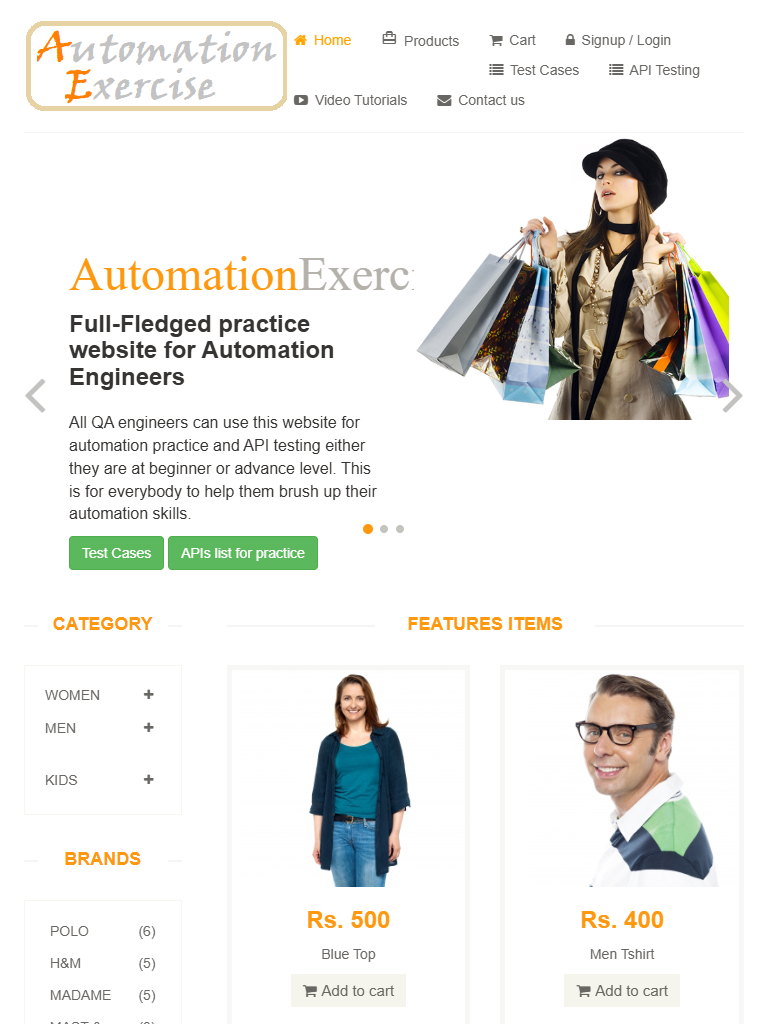 Automation
Exercise
Home
Products
Cart
Signup / Login
Test Cases
API Testing
Video Tutorials
Contact us
AutomationExerc
Full-Fledged practice
website for Automation
Engineers
All QA engineers can use this website for
automation practice and API testing either
they are at beginner or advance level. This
is for everybody to help them brush up their
automation skills.
Test Cases
APIs list for practice
CATEGORY
WOMEN
MEN
KIDS
BRANDS
POLO (6)
H&M (5)
MADAME (5)
FEATURES ITEMS
Rs. 500
Blue Top
Add to cart
Rs. 400
Men Tshirt
Add to cart